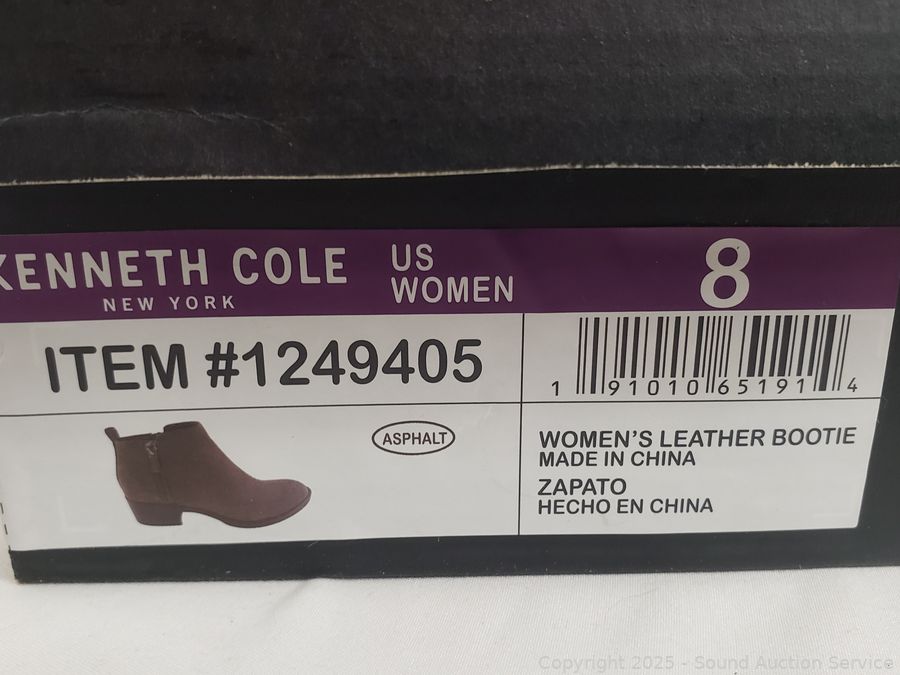 KENNETH COLE
NEW YORK
US
WOMEN
8
ITEM #1249405
1 91010 65191 4
ASPHALT
WOMEN'S LEATHER BOOTIE
MADE IN CHINA
ZAPATO
HECHO EN CHINA
Copyright 2025 - Sound Auction Service